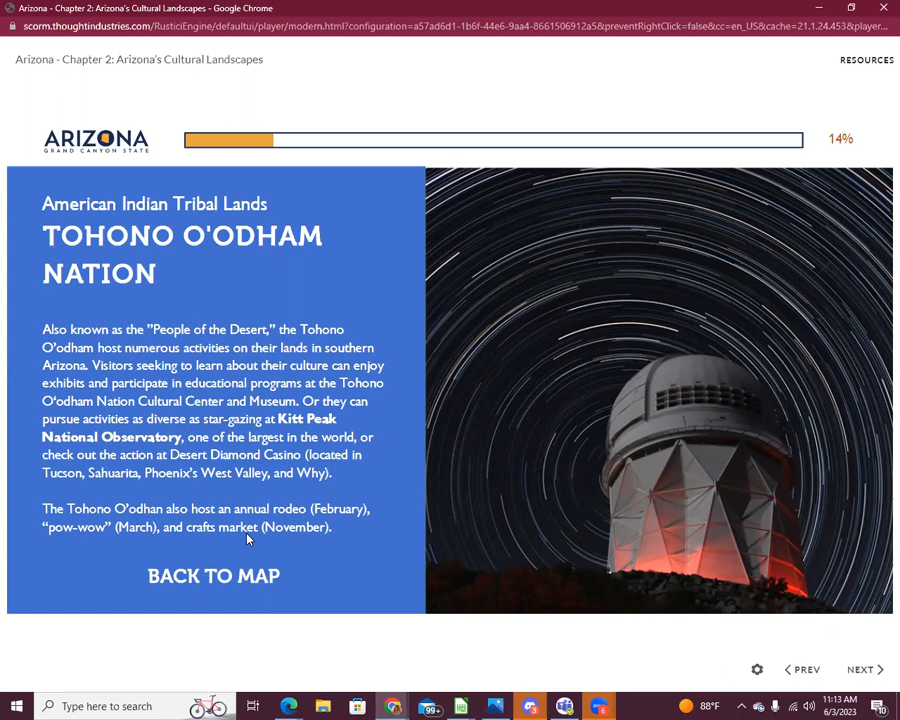 Arizona - Chapter 2: Arizona's Cultural Landscapes - Google Chrome
scorm.thoughtindustries.com/RusticiEngine/defaultui/player/modern.html?configuration=a57ad6d1-1b6f-44e6-9aa4-8661506912a5&preventRightClick=false&cc=en_US&cache=21.1.24.453&player...
Arizona - Chapter 2: Arizona's Cultural Landscapes
RESOURCES
ARIZONA
GRAND CANYON STATE
14%
American Indian Tribal Lands
TOHONO O'ODHAM
NATION
Also known as the "People of the Desert," the Tohono
O'odham host numerous activities on their lands in southern
Arizona. Visitors seeking to learn about their culture can enjoy
exhibits and participate in educational programs at the Tohono
O'odham Nation Cultural Center and Museum. Or they can
pursue activities as diverse as star-gazing at Kitt Peak
National Observatory, one of the largest in the world, or
check out the action at Desert Diamond Casino (located in
Tucson, Sahuarita, Phoenix's West Valley, and Why).
The Tohono O'odhan also host an annual rodeo (February),
"pow-wow" (March), and crafts market (November).
BACK TO MAP
PREV
NEXT
Type here to search
99+
3
6
88°F
11:13 AM
6/3/2023
10